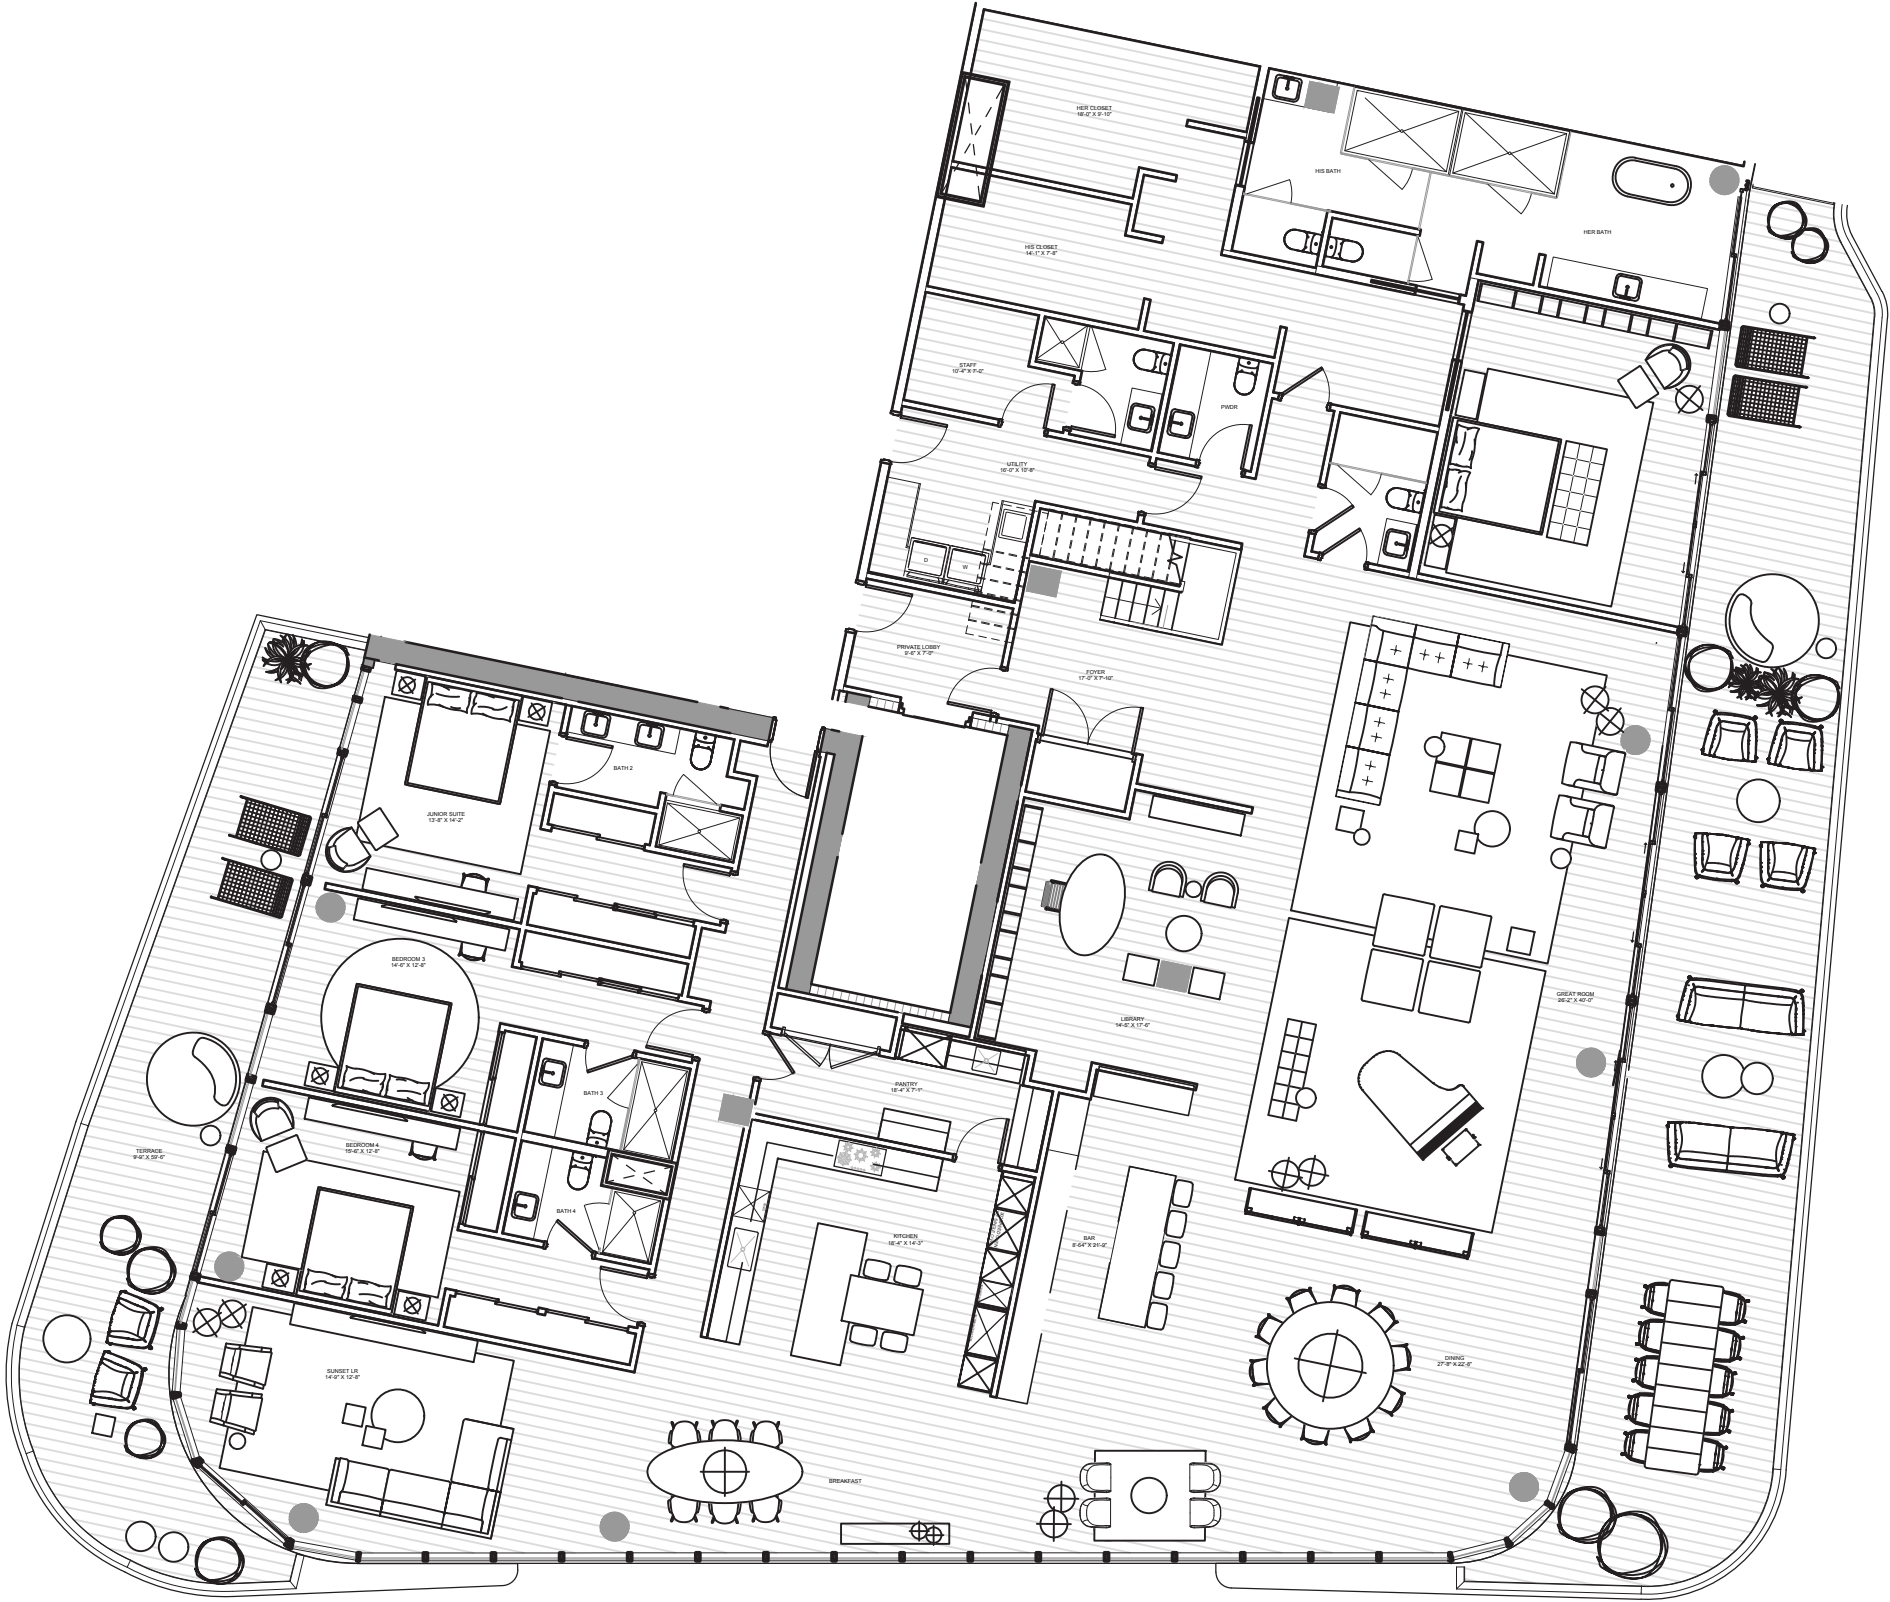 HER CLOSET
18'-0" X 9'-10"
HIS BATH
HER BATH
HIS CLOSET
14'-1" X 7'-8"
STAFF
10'-4" X 7'-0"
PWDR
UTILITY
16'-0" X 10'-8"
D
W
PRIVATE LOBBY
9'-6" X 7'-0"
FOYER
17'-0" X 7'-10"
BATH 2
JUNIOR SUITE
13'-8" X 14'-2"
BEDROOM 3
14'-6" X 12'-8"
GREAT ROOM
26'-2" X 40'-0"
LIBRARY
14'-5" X 17'-6"
PANTRY
18'-4" X 7'-1"
BATH 3
BEDROOM 4
15'-6" X 12'-8"
TERRACE
9'-9" X 59'-6"
BATH 4
KITCHEN
18'-4" X 14'-3"
BAR
8'-64" X 21'-9"
DINING
27'-8" X 22'-8"
SUNSET LR
14'-9" X 12'-8"
BREAKFAST